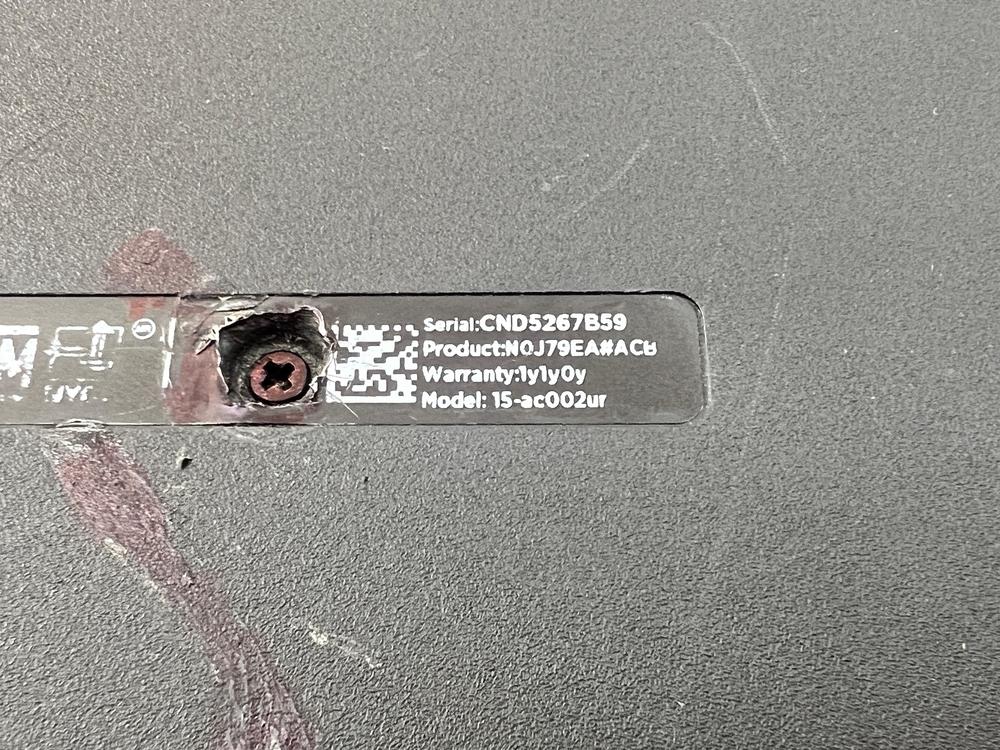 Serial:CND5267B59
Product:N0J79EA#ACB
Warranty:1y1y0y
Model: 15-ac002ur